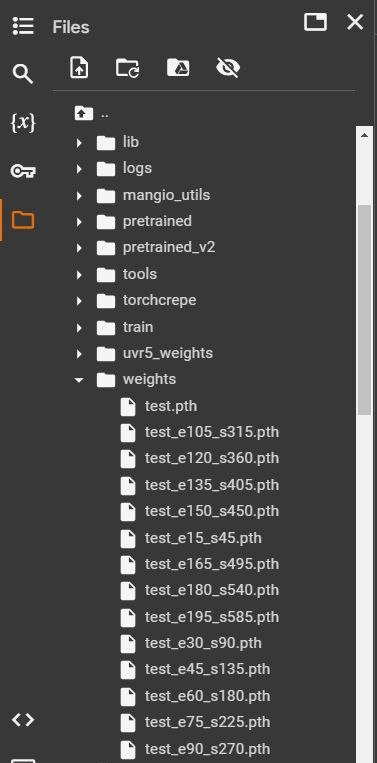 Files
{x}
..
lib
logs
mangio_utils
pretrained
pretrained_v2
tools
torchcrepe
train
uvr5_weights
weights
test.pth
test_e105_s315.pth
test_e120_s360.pth
test_e135_s405.pth
test_e150_s450.pth
test_e15_s45.pth
test_e165_s495.pth
test_e180_s540.pth
test_e195_s585.pth
test_e30_s90.pth
test_e45_s135.pth
test_e60_s180.pth
test_e75_s225.pth
test_e90_s270.pth